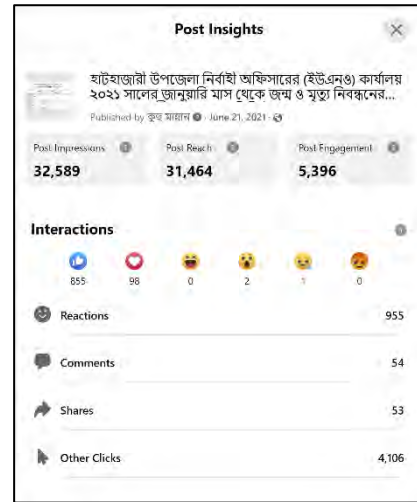 Post Insights
হাটহাজারী উপজেলা নির্বাহী অফিসারের (ইউএনও) কার্যালয়
২০২১ সালের জানুয়ারি মাস থেকে জন্ম ও মৃত্যু নিবন্ধনের...
Published by · June 21, 2021 ·
Post Impressions Post Reach Post Engagement
32,589 31,464 5,396
Interactions
855 98 0 2 1 0
Reactions 955
Comments 54
Shares 53
Other Clicks 4,106